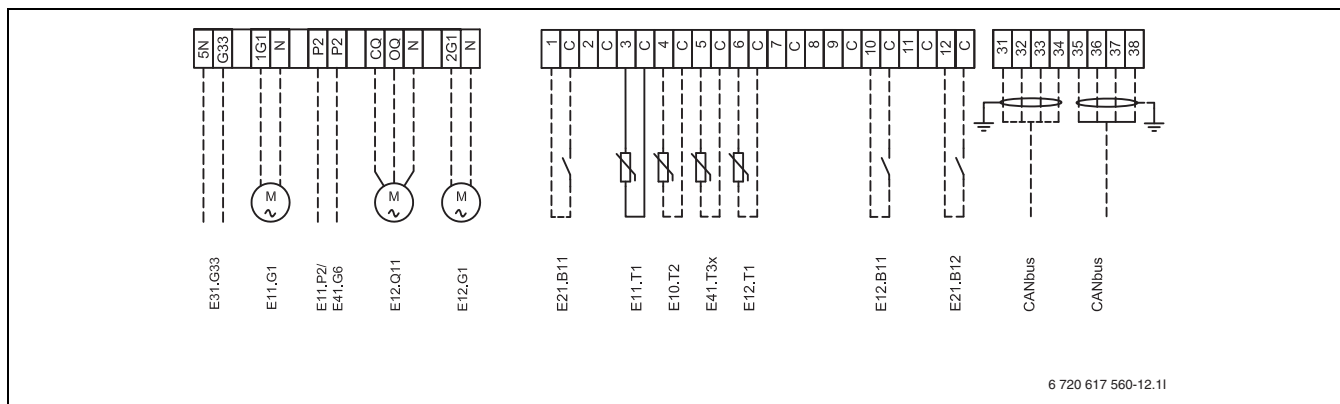 5N G33 1G1 N P2 P2 CQ OQ N 2G1 N
1 C 2 C 3 C 4 C 5 C 6 C 7 C 8 9 C 10 C 11 C 12 C
31 32 33 34 35 36 37 38
M
M
M
E31.G33
E11.G1
E11.P2/
E41.G6
E12.Q11
E12.G1
E21.B11
E11.T1
E10.T2
E41.T3x
E12.T1
E12.B11
E21.B12
CANbus
CANbus
6 720 617 560-12.1I